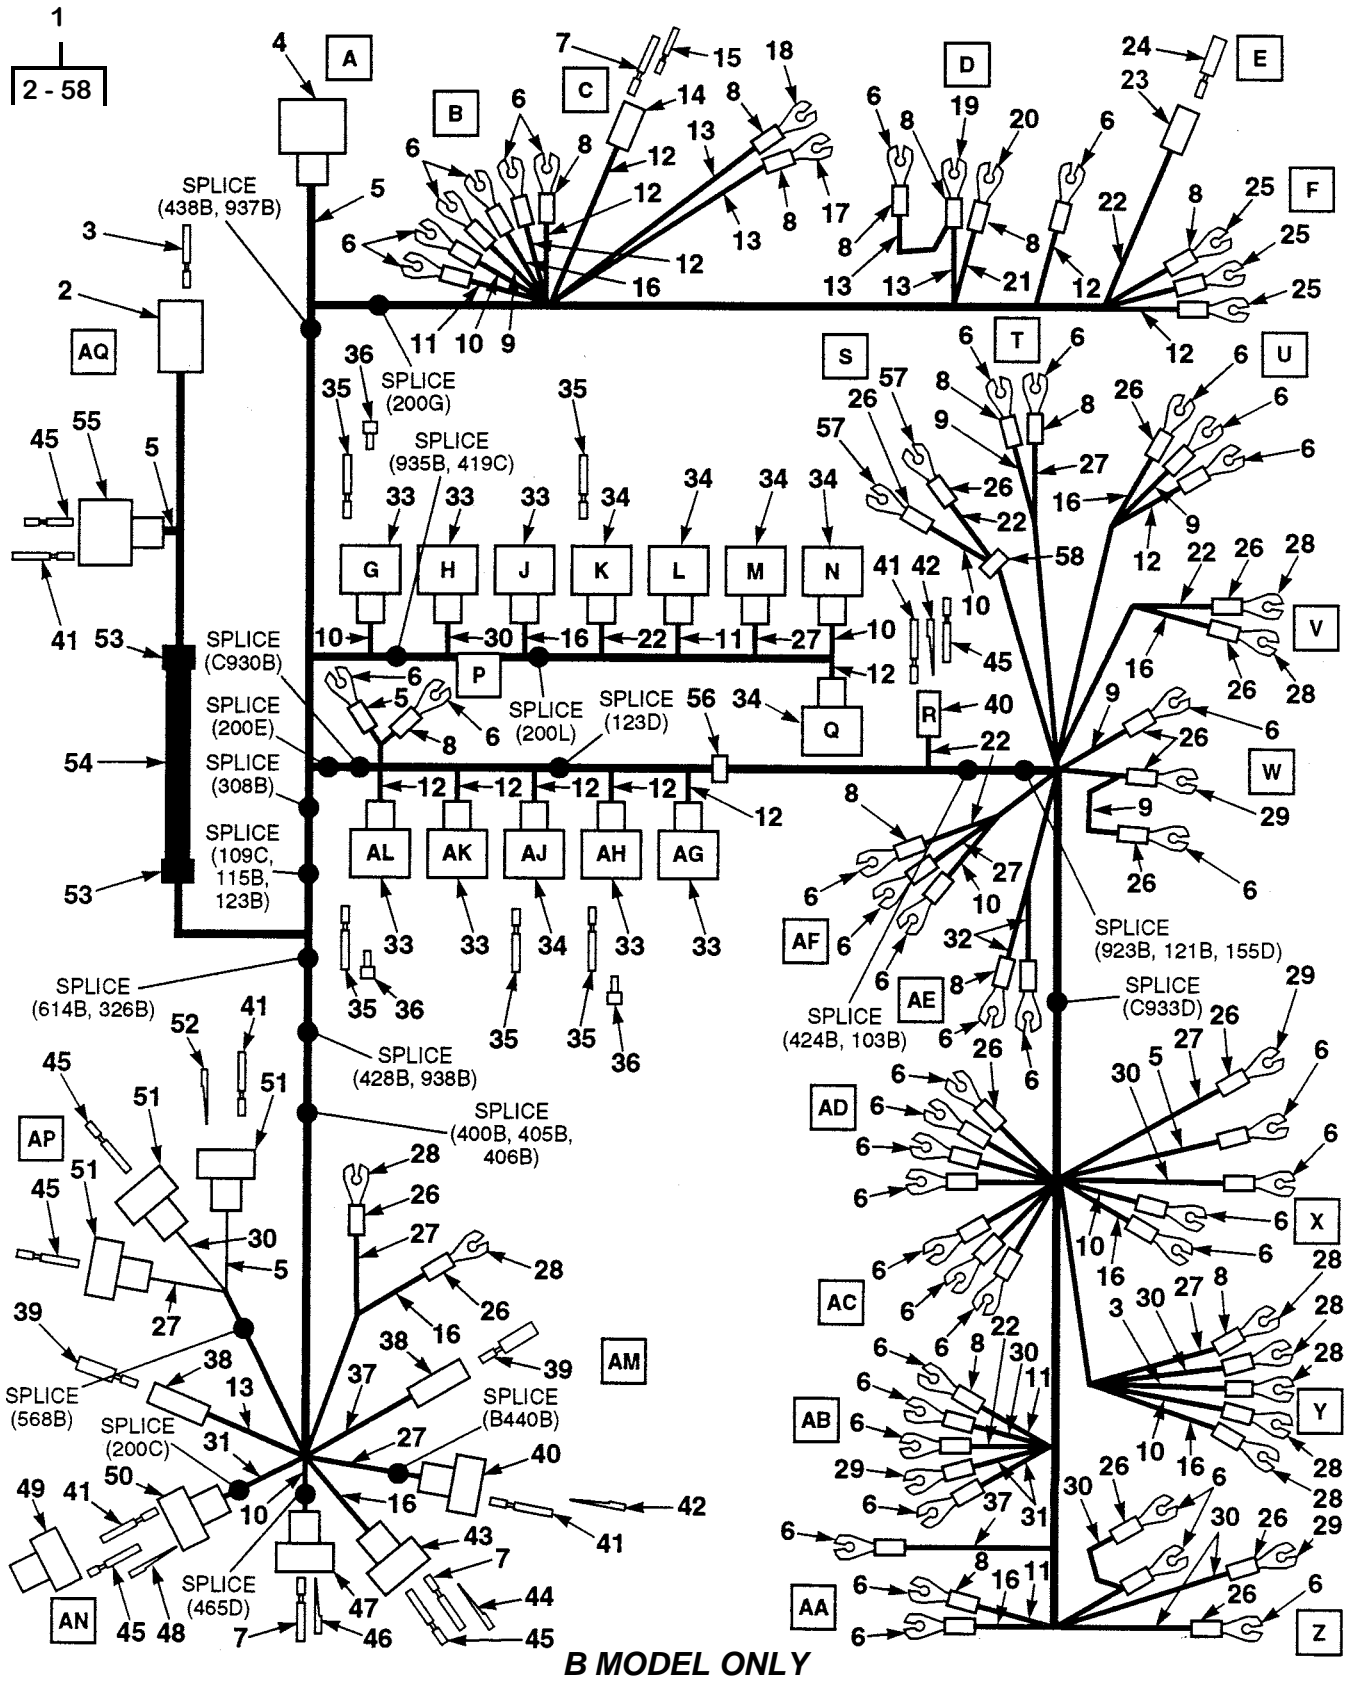 1
2 - 58
4
A
7
15
18
C
D
24
E
23
B
6
14
8
6
19
20
6
8
13
12
8
SPLICE
(438B, 937B)
5
6
6
8
12
13
8
17
8
8
22
8
25
F
25
3
6
12
16
13
13
21
12
25
2
11
10
9
12
AQ
36
SPLICE
(200G)
35
35
S
T
6
6
U
6
57
8
8
26
6
26
9
57
6
55
45
5
SPLICE
(935B, 419C)
33
33
33
34
34
34
34
26
22
27
16
9
12
G
H
J
K
L
M
N
41
42
58
10
22
26
28
41
10
30
16
22
11
27
10
45
16
26
28
V
53
SPLICE
(C930B)
P
6
5
12
SPLICE
(200E)
8
6
SPLICE
(200L)
SPLICE
(123D)
56
34
Q
R
40
9
6
26
54
SPLICE
(308B)
12
12
12
12
12
22
W
9
29
SPLICE
(109C,
115B,
123B)
AL
AK
AJ
AH
AG
8
27
10
26
6
53
33
33
34
33
33
6
6
6
AF
32
SPLICE
(923B, 121B, 155D)
35
36
35
35
36
8
AE
SPLICE
(614B, 326B)
SPLICE
(424B, 103B)
6
6
SPLICE
(C933D)
29
52
41
SPLICE
(428B, 938B)
26
26
27
5
30
6
45
51
51
AD
6
6
6
6
6
AP
SPLICE
(400B, 405B,
406B)
28
26
45
51
30
27
5
28
10
16
6
6
X
6
6
6
27
26
16
AC
22
30
11
3
30
27
8
28
28
28
39
38
13
38
39
AM
6
8
6
SPLICE
(568B)
37
SPLICE
(B440B)
AB
6
10
16
28
28
Y
SPLICE
(200C)
31
27
40
29
6
37
31
30
26
6
49
41
50
10
16
42
41
43
7
6
30
26
29
AN
45
48
SPLICE
(465D)
7
47
46
44
45
AA
6
8
16
11
6
26
6
Z
B MODEL ONLY